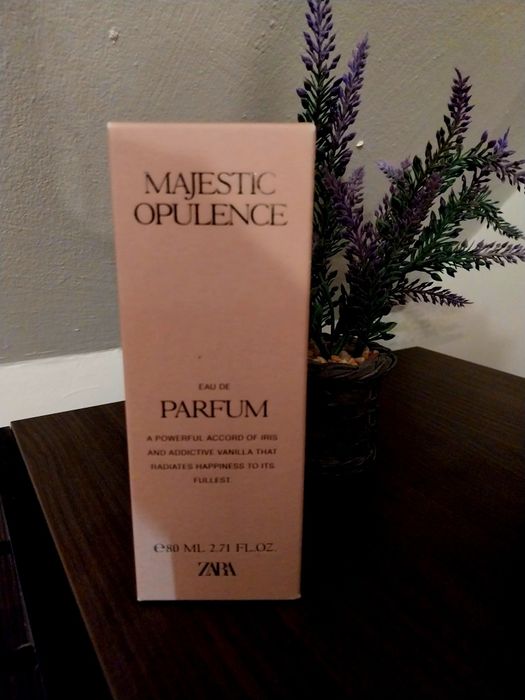 MAJESTIC
OPULENCE
EAU DE
PARFUM
A POWERFUL ACCORD OF IRIS
AND ADDICTIVE VANILLA THAT
RADIATES HAPPINESS TO ITS
FULLEST.
℮80 ML 2.71 FL.OZ.
ZARA